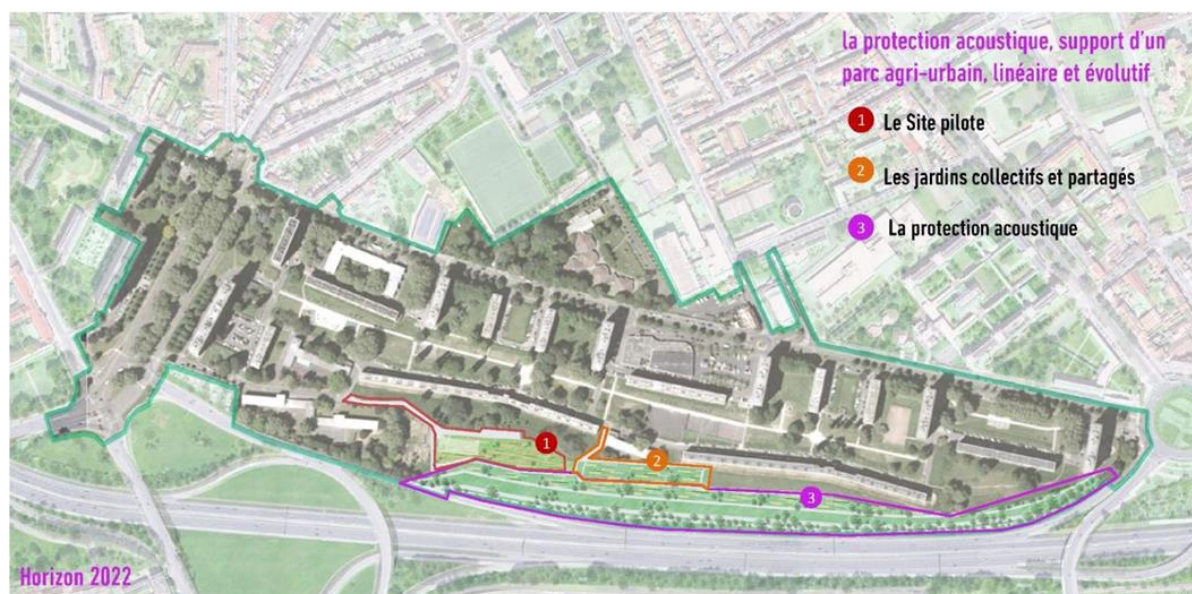 la protection acoustique, support d'un
parc agri-urbain, linéaire et évolutif
1 Le Site pilote
2 Les jardins collectifs et partagés
3 La protection acoustique
1
2
3
Horizon 2022